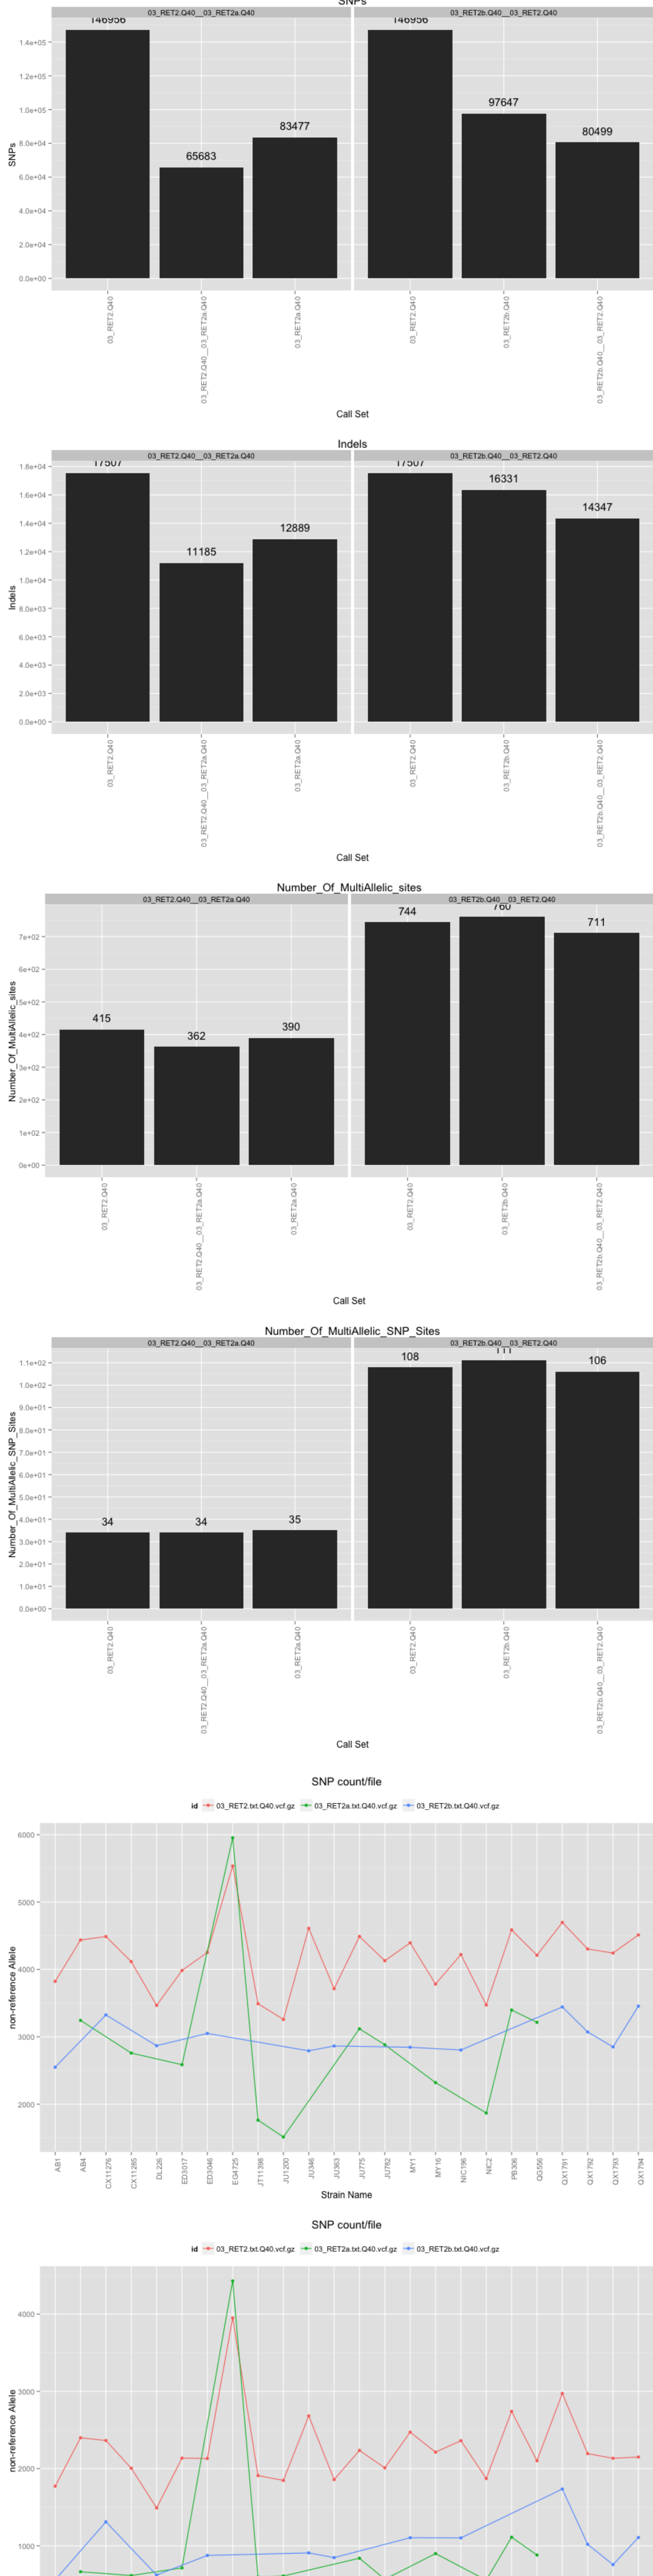 SNPs
03_RET2.Q40__03_RET2a.Q40
03_RET2b.Q40__03_RET2.Q40
146956
65683
83477
146956
97647
80499
1.4e+05
1.2e+05
1.0e+05
8.0e+04
6.0e+04
4.0e+04
2.0e+04
0.0e+00
SNPs
03_RET2.Q40
03_RET2.Q40__03_RET2a.Q40
03_RET2a.Q40
03_RET2.Q40
03_RET2b.Q40
03_RET2b.Q40__03_RET2.Q40
Call Set
Indels
03_RET2.Q40__03_RET2a.Q40
03_RET2b.Q40__03_RET2.Q40
17507
11185
12889
17507
16331
14347
1.8e+04
1.6e+04
1.4e+04
1.2e+04
1.0e+04
8.0e+03
6.0e+03
4.0e+03
2.0e+03
0.0e+00
Indels
03_RET2.Q40
03_RET2.Q40__03_RET2a.Q40
03_RET2a.Q40
03_RET2.Q40
03_RET2b.Q40
03_RET2b.Q40__03_RET2.Q40
Call Set
Number_Of_MultiAllelic_sites
03_RET2.Q40__03_RET2a.Q40
03_RET2b.Q40__03_RET2.Q40
415
362
390
744
760
711
7e+02
6e+02
5e+02
4e+02
3e+02
2e+02
1e+02
0e+00
Number_Of_MultiAllelic_sites
03_RET2.Q40
03_RET2.Q40__03_RET2a.Q40
03_RET2a.Q40
03_RET2.Q40
03_RET2b.Q40
03_RET2b.Q40__03_RET2.Q40
Call Set
Number_Of_MultiAllelic_SNP_Sites
03_RET2.Q40__03_RET2a.Q40
03_RET2b.Q40__03_RET2.Q40
34
34
35
108
111
106
1.1e+02
1.0e+02
9.0e+01
8.0e+01
7.0e+01
6.0e+01
5.0e+01
4.0e+01
3.0e+01
2.0e+01
1.0e+01
0.0e+00
Number_Of_MultiAllelic_SNP_Sites
03_RET2.Q40
03_RET2.Q40__03_RET2a.Q40
03_RET2a.Q40
03_RET2.Q40
03_RET2b.Q40
03_RET2b.Q40__03_RET2.Q40
Call Set
SNP count/file
id 03_RET2.txt.Q40.vcf.gz 03_RET2a.txt.Q40.vcf.gz 03_RET2b.txt.Q40.vcf.gz
6000
5000
4000
3000
2000
non-reference Allele
AB1
AB4
CX11276
CX11285
DL226
ED3017
ED3046
EG4725
JT11398
JU1200
JU346
JU363
JU775
JU782
MY1
MY16
NIC196
NIC2
PB306
QG556
QX1791
QX1792
QX1793
QX1794
Strain Name
SNP count/file
id 03_RET2.txt.Q40.vcf.gz 03_RET2a.txt.Q40.vcf.gz 03_RET2b.txt.Q40.vcf.gz
4000
3000
2000
1000
non-reference Allele